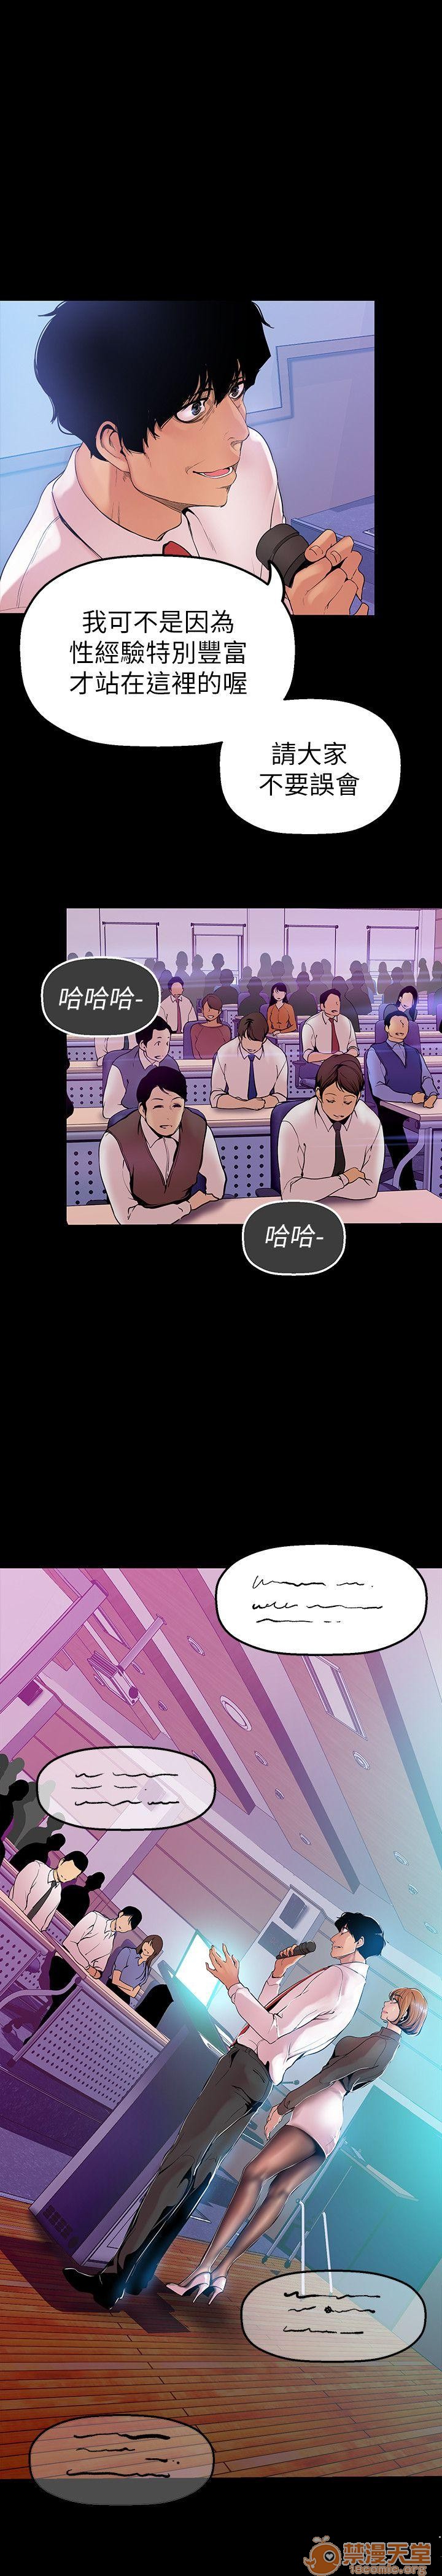 我可不是因為
性經驗特別豐富
才站在這裡的喔
請大家
不要誤會
哈哈哈-
哈哈-
禁漫天堂
18comic.org